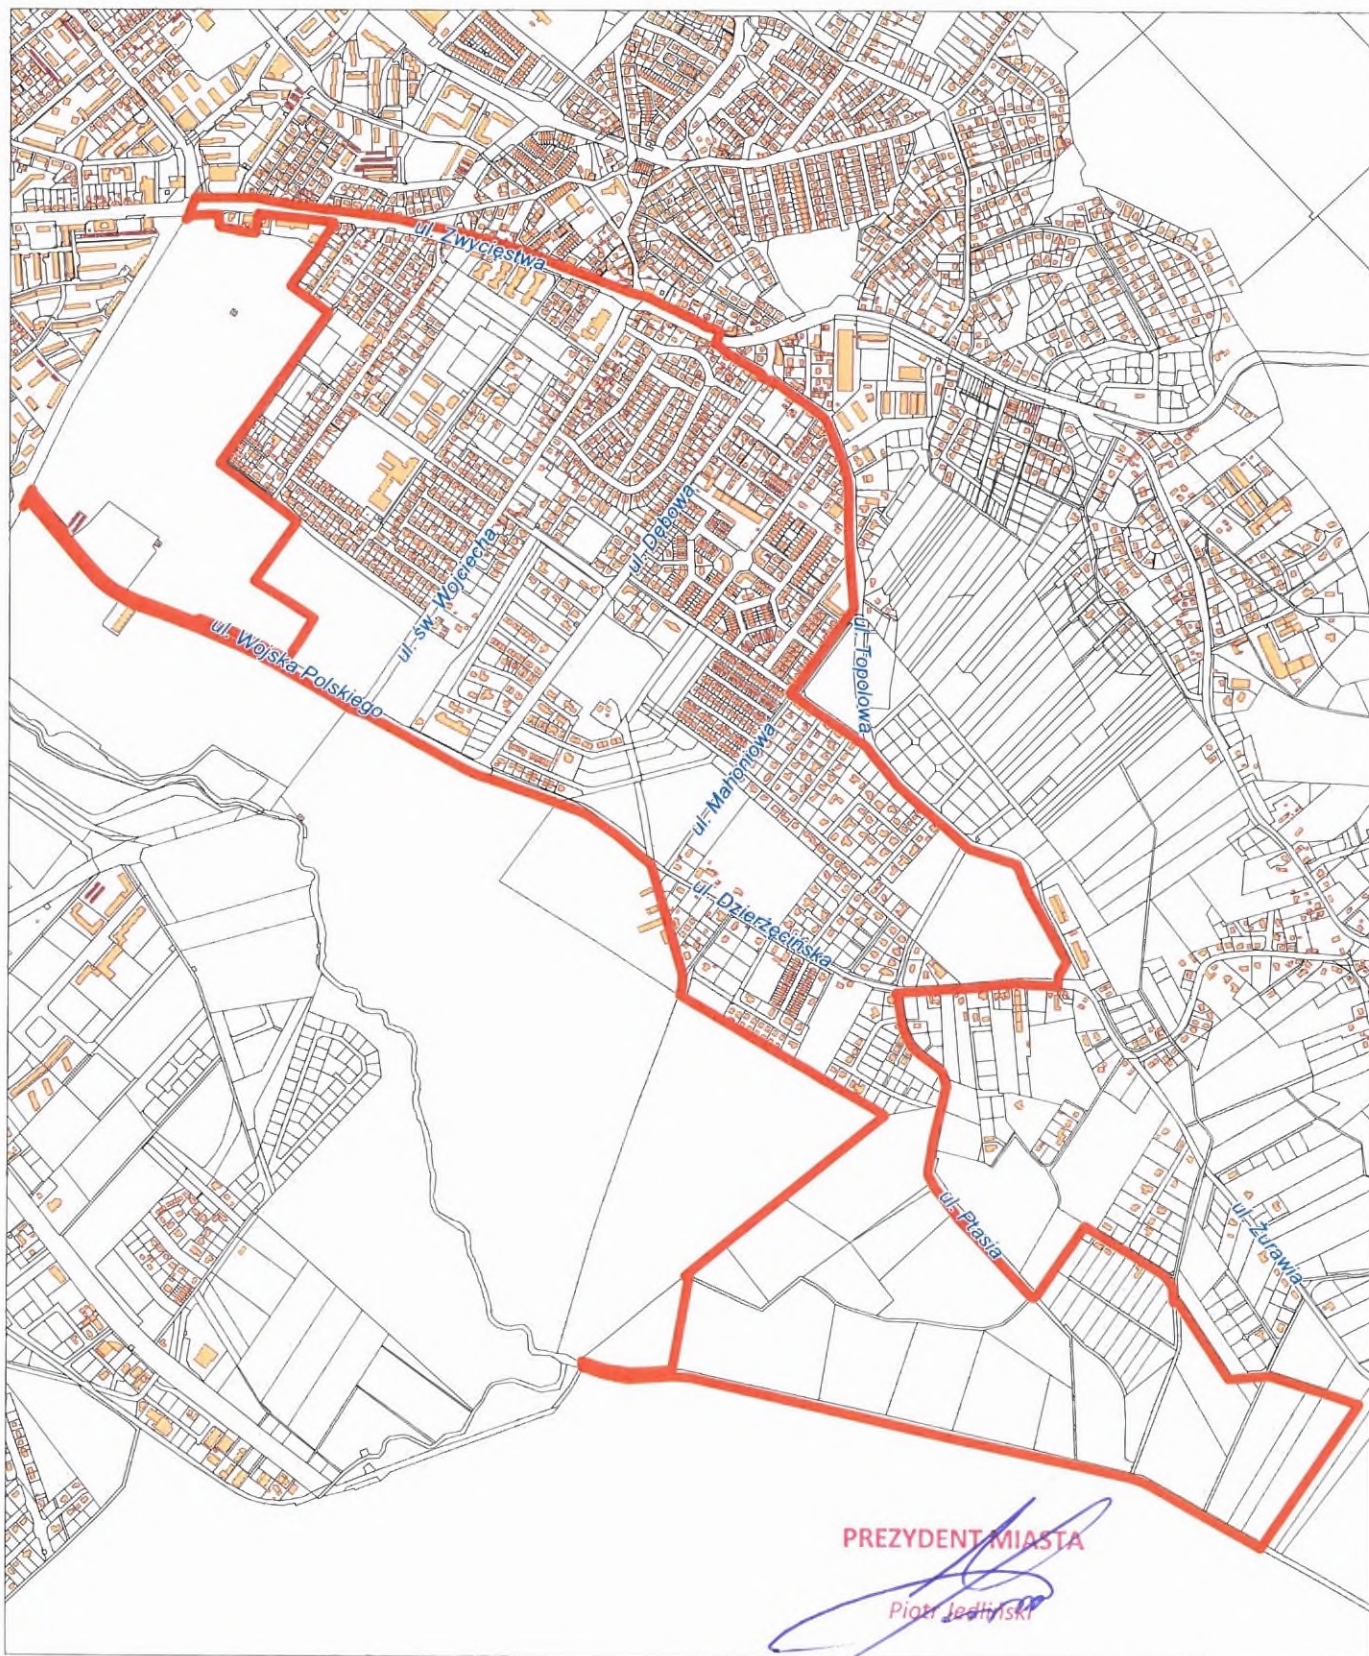 ul. Zwycięstwa
ul. Dębowa
ul. św. Wojciecha
ul. Wojska Polskiego
ul. Topolowa
ul. Mahoniowa
ul. Dzierżęcińska
ul. Ptasia
ul. Żurawia
PREZYDENT MIASTA
Piotr Jedliński